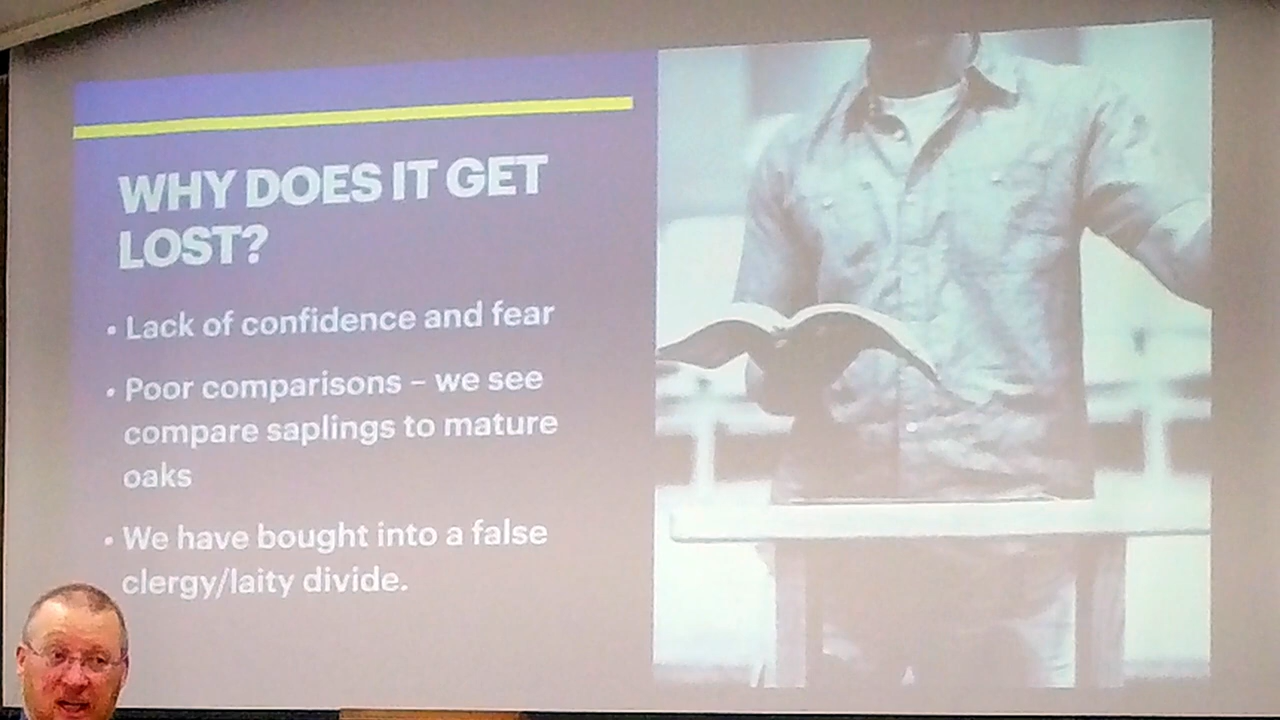 WHY DOES IT GET
LOST?
• Lack of confidence and fear
• Poor comparisons – we see
compare saplings to mature
oaks
• We have bought into a false
clergy/laity divide.